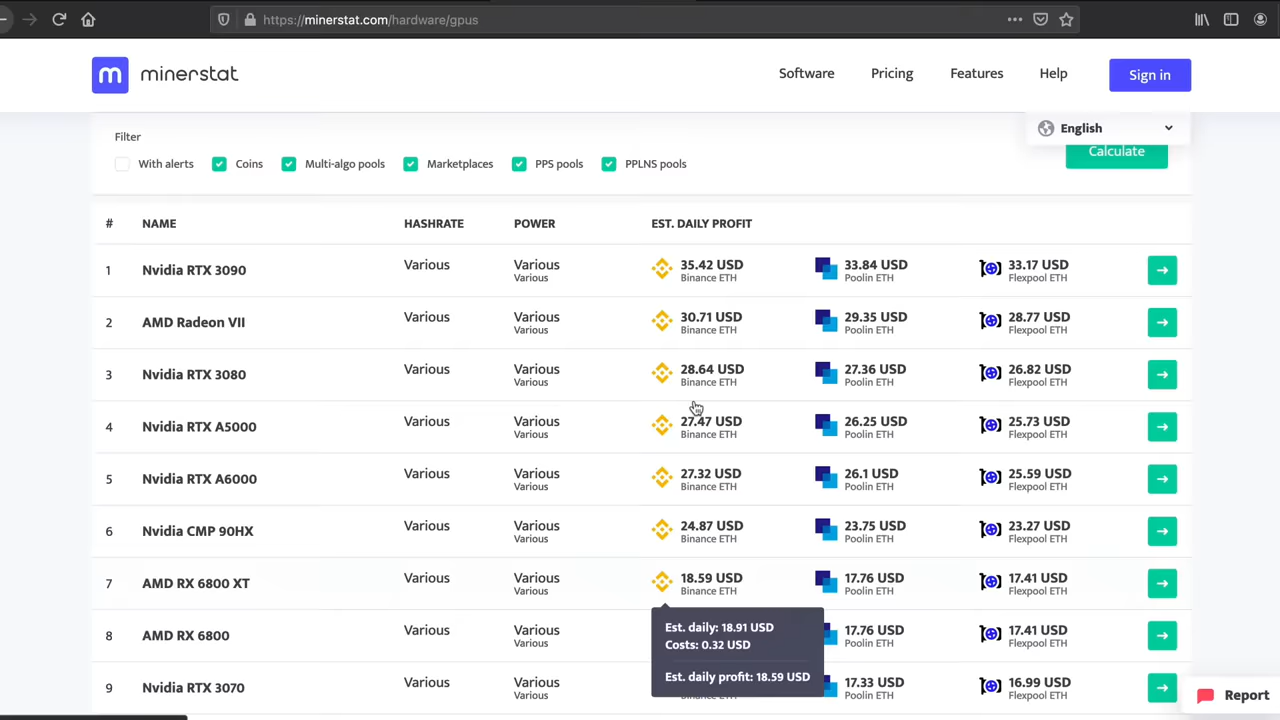 https://minerstat.com/hardware/gpus
m minerstat
Software Pricing Features Help Sign in
English
Filter
With alerts Coins Multi-algo pools Marketplaces PPS pools PPLNS pools
Calculate
# NAME HASHRATE POWER EST. DAILY PROFIT
1 Nvidia RTX 3090 Various Various 35.42 USD 33.84 USD 33.17 USD
Various Binance ETH Poolin ETH Flexpool ETH
2 AMD Radeon VII Various Various 30.71 USD 29.35 USD 28.77 USD
Various Binance ETH Poolin ETH Flexpool ETH
3 Nvidia RTX 3080 Various Various 28.64 USD 27.36 USD 26.82 USD
Various Binance ETH Poolin ETH Flexpool ETH
4 Nvidia RTX A5000 Various Various 27.47 USD 26.25 USD 25.73 USD
Various Binance ETH Poolin ETH Flexpool ETH
5 Nvidia RTX A6000 Various Various 27.32 USD 26.1 USD 25.59 USD
Various Binance ETH Poolin ETH Flexpool ETH
6 Nvidia CMP 90HX Various Various 24.87 USD 23.75 USD 23.27 USD
Various Binance ETH Poolin ETH Flexpool ETH
7 AMD RX 6800 XT Various Various 18.59 USD 17.76 USD 17.41 USD
Various Binance ETH Poolin ETH Flexpool ETH
8 AMD RX 6800 Various Various 17.76 USD 17.41 USD
Various Poolin ETH Flexpool ETH
Est. daily: 18.91 USD
Costs: 0.32 USD
Est. daily profit: 18.59 USD
9 Nvidia RTX 3070 Various Various 17.33 USD 16.99 USD
Various Poolin ETH Flexpool ETH
Report